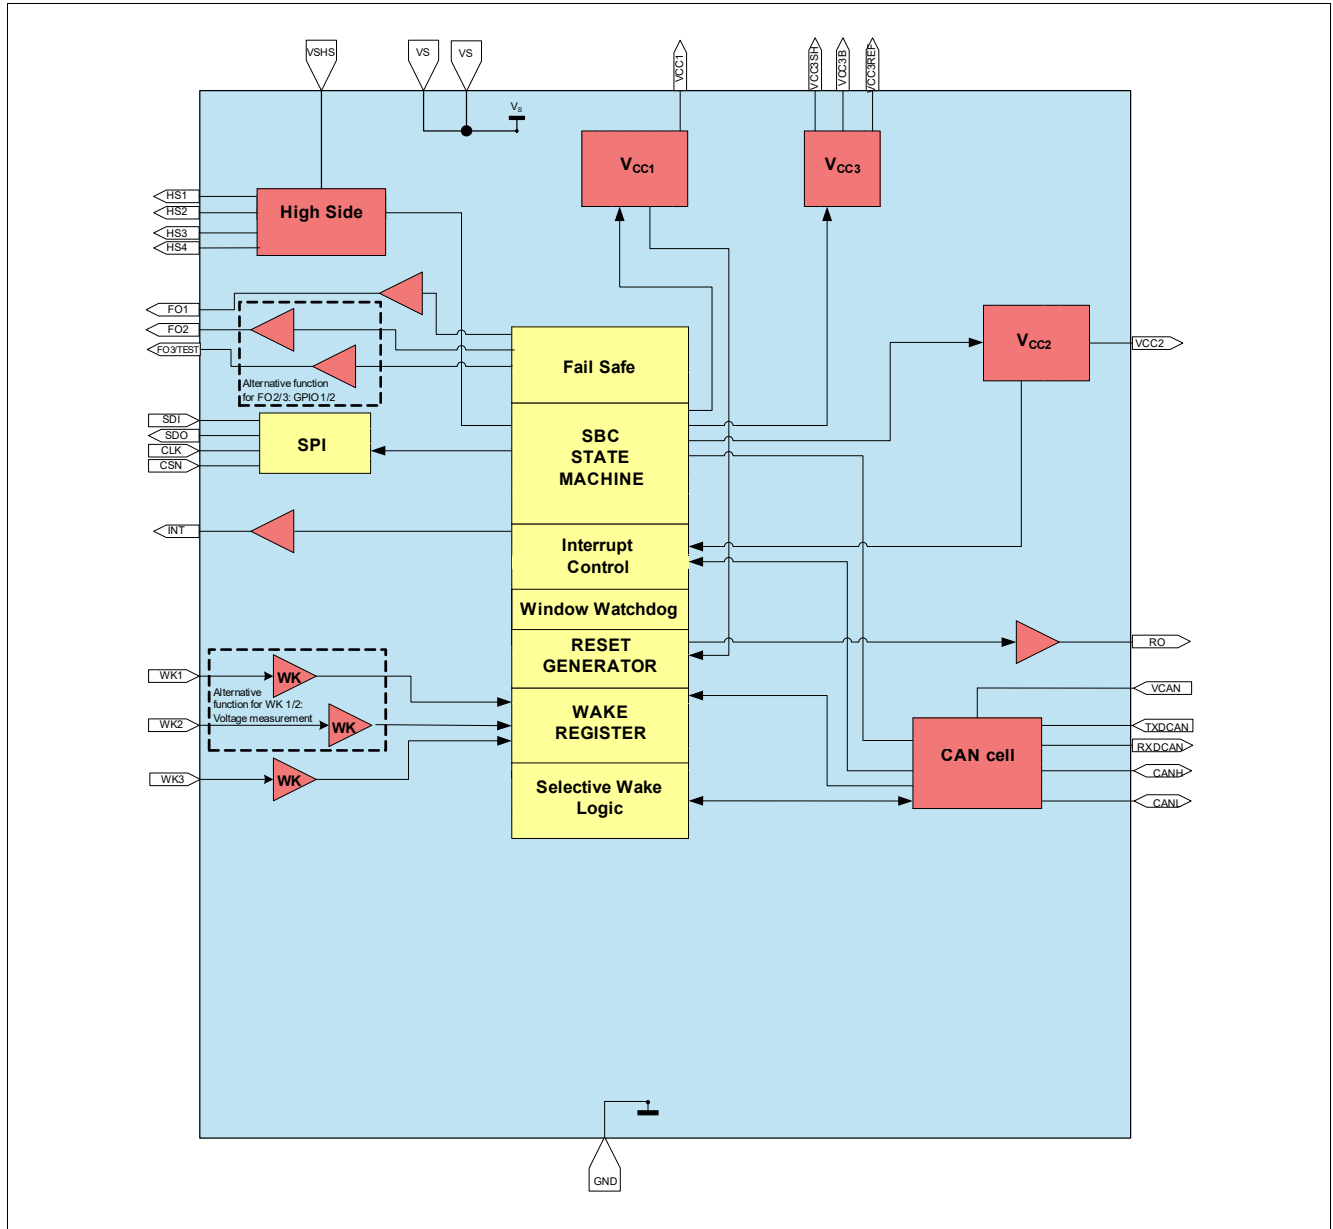 VSHS
VS
VS
VCC1
VCC3SH
VCC3B
VCC3REF
VS
VCC1
VCC3
HS1
HS2
HS3
HS4
High Side
FO1
FO2
FO3/TEST
Alternative function
for FO2/3: GPIO1/2
Fail Safe
VCC2
VCC2
SDI
SDO
CLK
CSN
SPI
SBC
STATE
MACHINE
INT
Interrupt
Control
Window Watchdog
RESET
GENERATOR
RO
WK1
WK
Alternative
function for WK 1/2:
Voltage measurement
WK2
WK
WK3
WK
WAKE
REGISTER
Selective Wake
Logic
CAN cell
VCAN
TXDCAN
RXDCAN
CANH
CANL
GND